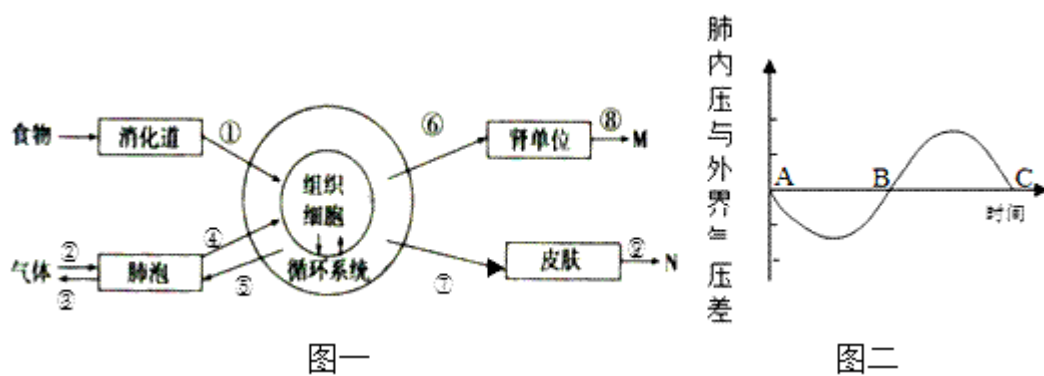 食物
消化道
①
⑥
肾单位
⑧
M
组织
细胞
循环系统
气体
②
③
肺泡
④
⑤
⑦
皮肤
⑨
N
图一
肺内压与外界气压差
A
B
C
时间
图二